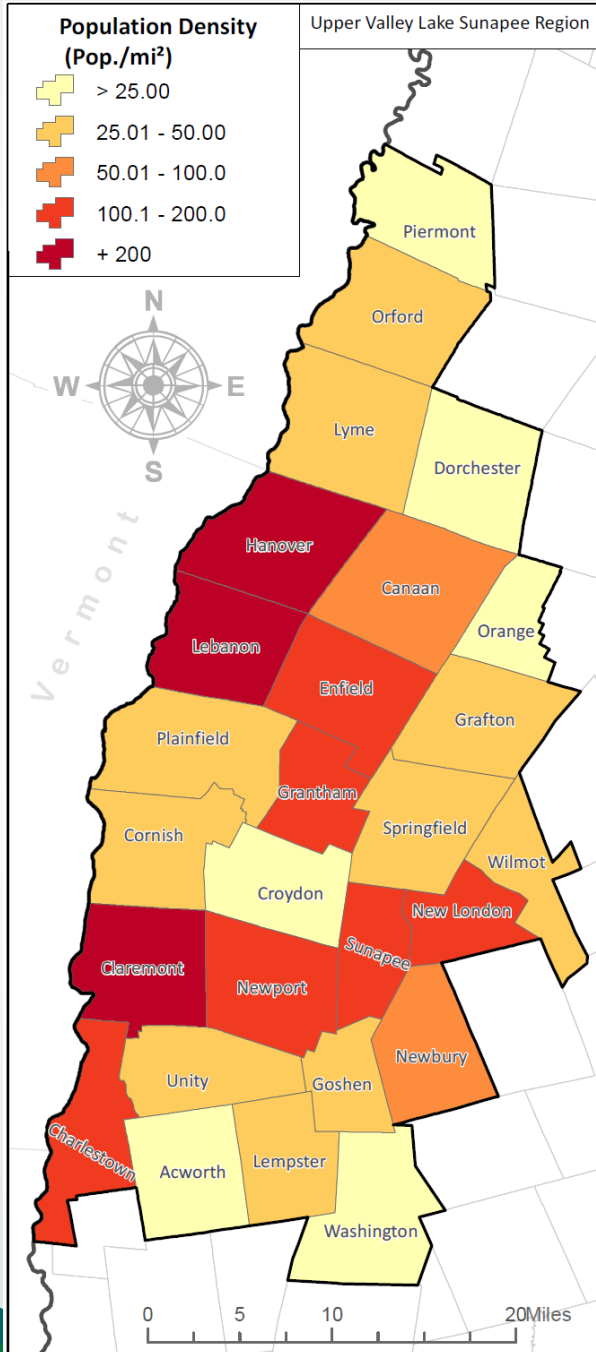 Population Density
(Pop./mi²)
> 25.00
25.01 - 50.00
50.01 - 100.0
100.1 - 200.0
+ 200
Upper Valley Lake Sunapee Region
N
W
E
S
Vermont
Piermont
Orford
Lyme
Dorchester
Hanover
Canaan
Orange
Lebanon
Enfield
Grafton
Plainfield
Grantham
Springfield
Cornish
Wilmot
Croydon
New London
Sunapee
Claremont
Newport
Newbury
Unity
Goshen
Charlestown
Acworth
Lempster
Washington
0 5 10 20 Miles